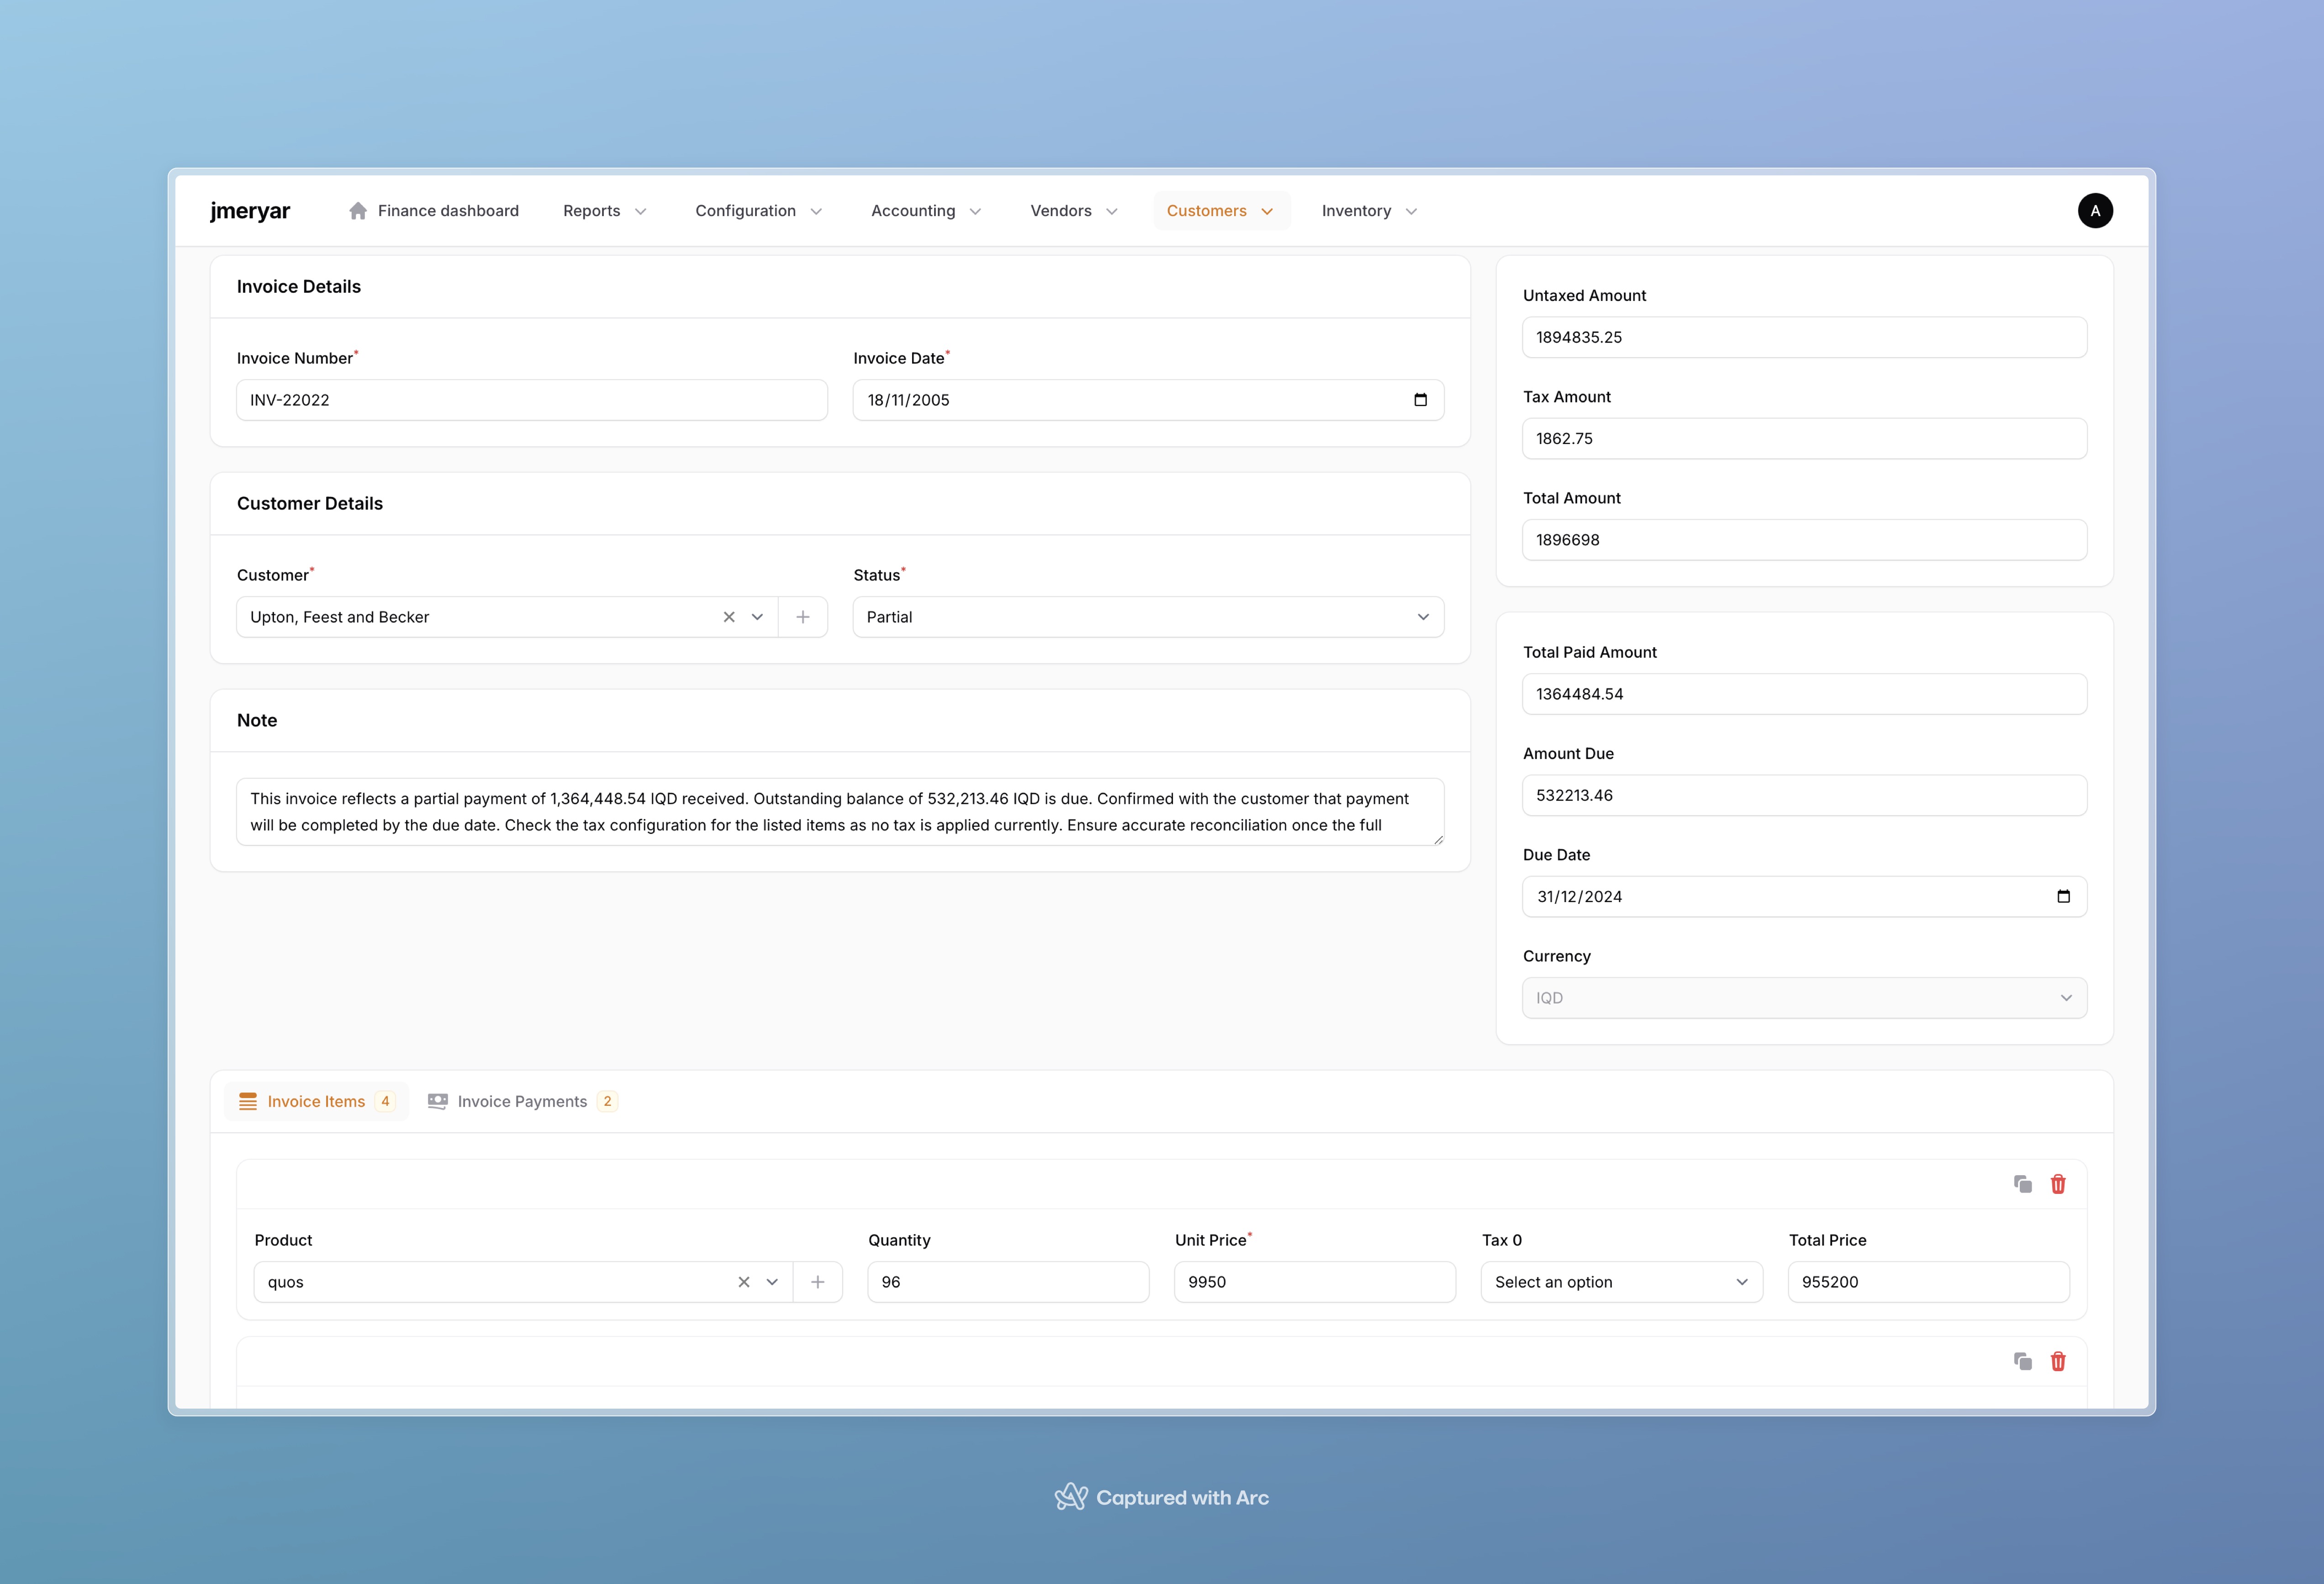 jmeryar
Finance dashboard
Reports
Configuration
Accounting
Vendors
Customers
Inventory
A
Invoice Details
Invoice Number*
INV-22022
Invoice Date*
18/11/2005
Customer Details
Customer*
Upton, Feest and Becker
Status*
Partial
Note
This invoice reflects a partial payment of 1,364,448.54 IQD received. Outstanding balance of 532,213.46 IQD is due. Confirmed with the customer that payment
will be completed by the due date. Check the tax configuration for the listed items as no tax is applied currently. Ensure accurate reconciliation once the full
Untaxed Amount
1894835.25
Tax Amount
1862.75
Total Amount
1896698
Total Paid Amount
1364484.54
Amount Due
532213.46
Due Date
31/12/2024
Currency
IQD
Invoice Items 4
Invoice Payments 2
Product
quos
Quantity
96
Unit Price*
9950
Tax 0
Select an option
Total Price
955200
Captured with Arc